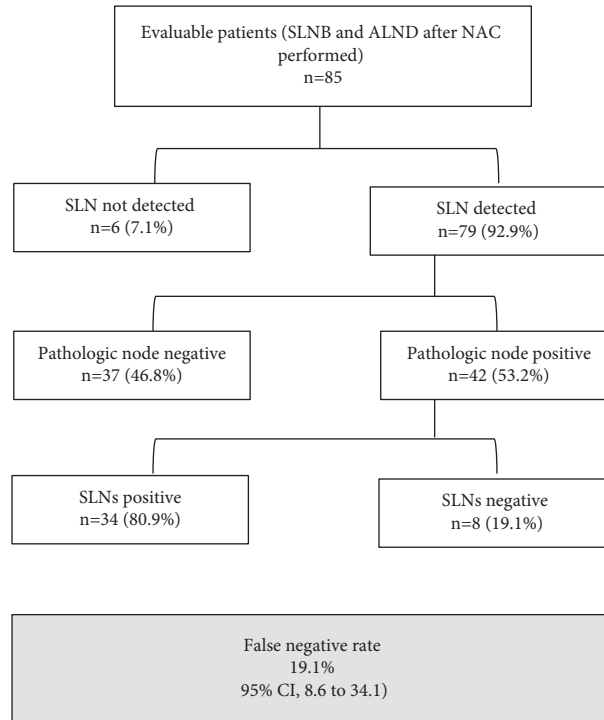 Evaluable patients (SLNB and ALND after NAC
performed)
n=85
SLN not detected
n=6 (7.1%)
SLN detected
n=79 (92.9%)
Pathologic node negative
n=37 (46.8%)
Pathologic node positive
n=42 (53.2%)
SLNs positive
n=34 (80.9%)
SLNs negative
n=8 (19.1%)
False negative rate
19.1%
95% CI, 8.6 to 34.1)